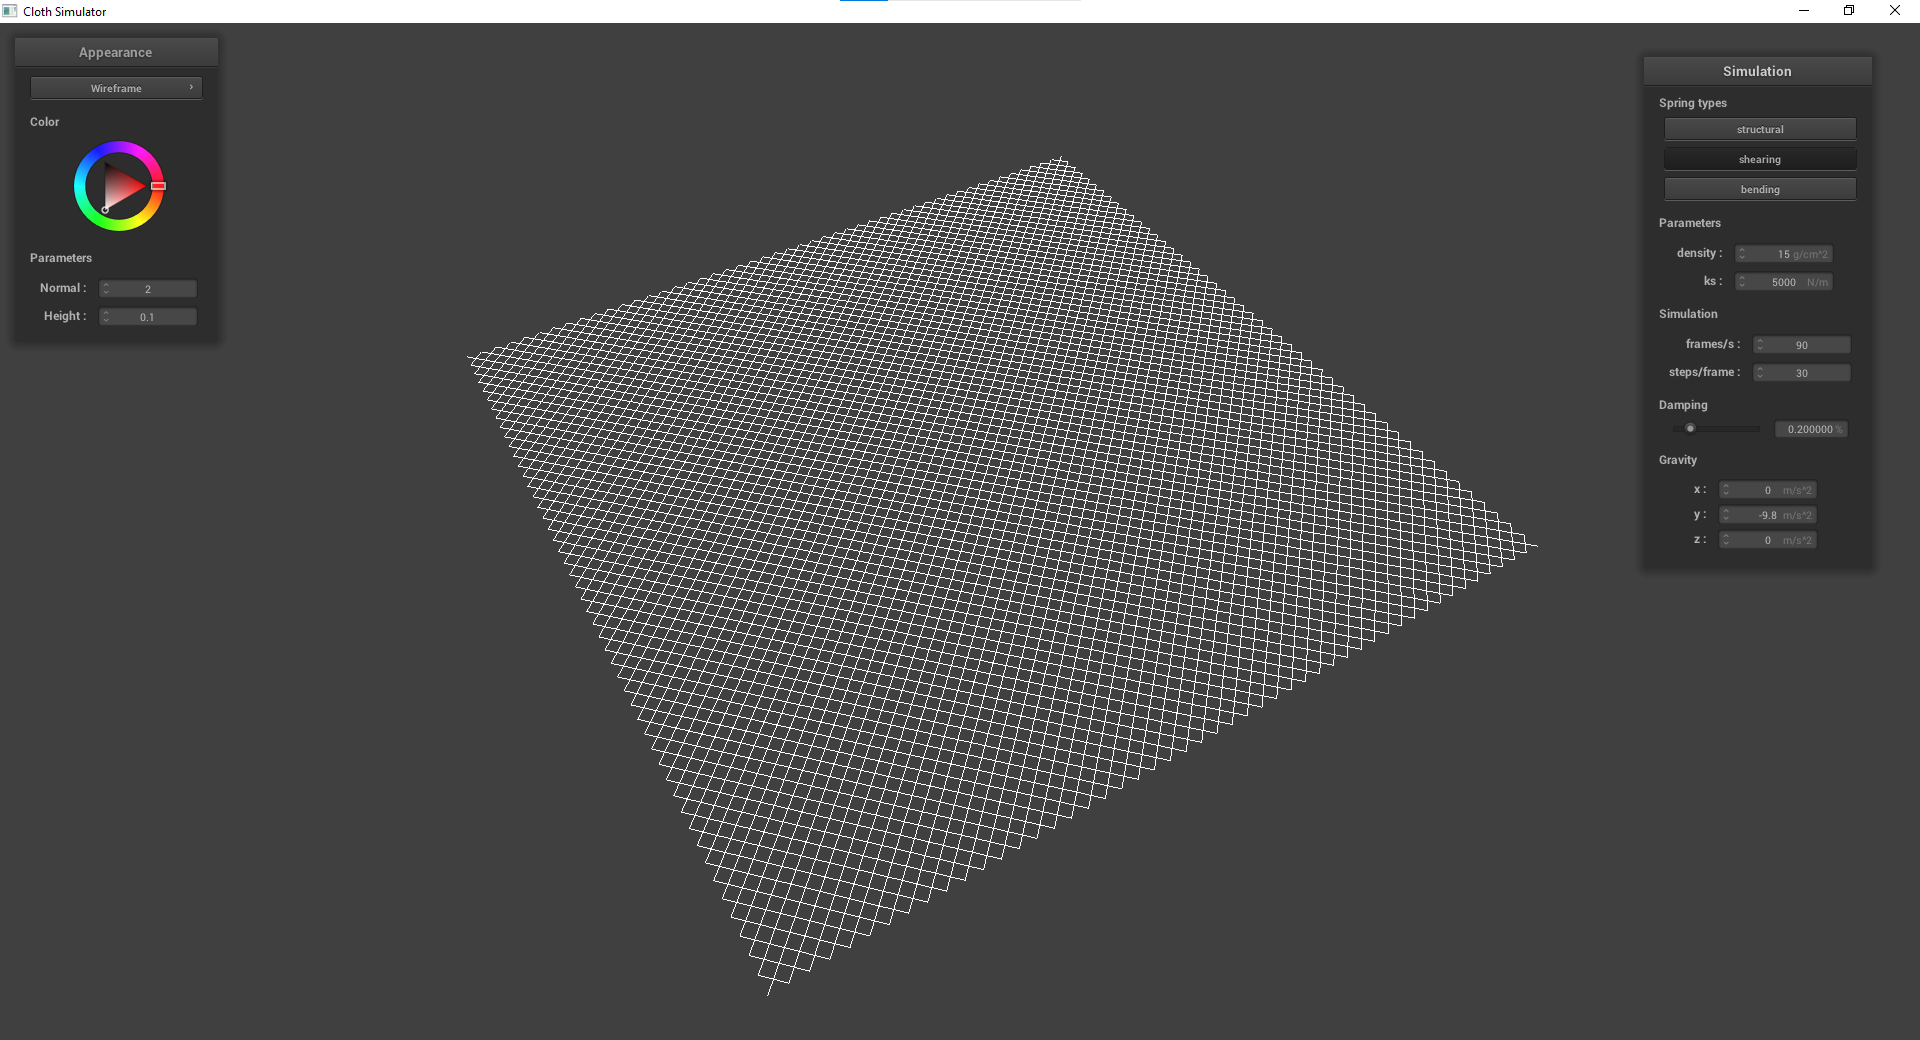 Cloth Simulator
Appearance
Wireframe
Color
Parameters
Normal : 2
Height : 0.1
Simulation
Spring types
structural
shearing
bending
Parameters
density : 15 g/cm^2
ks : 5000 N/m
Simulation
frames/s : 90
steps/frame : 30
Damping
0.200000 %
Gravity
x : 0 m/s^2
y : -9.8 m/s^2
z : 0 m/s^2